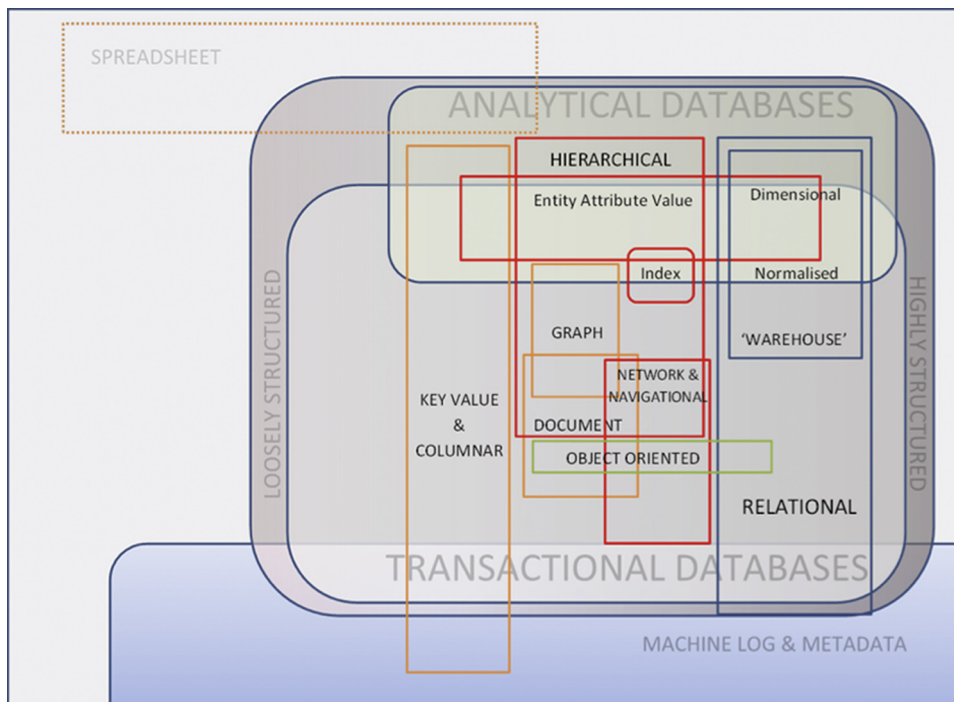 SPREADSHEET
ANALYTICAL DATABASES
HIERARCHICAL
Entity Attribute Value
Dimensional
Index
Normalised
LOOSELY STRUCTURED
HIGHLY STRUCTURED
GRAPH
‘WAREHOUSE’
NETWORK &
NAVIGATIONAL
KEY VALUE
&
COLUMNAR
DOCUMENT
OBJECT ORIENTED
RELATIONAL
TRANSACTIONAL DATABASES
MACHINE LOG & METADATA